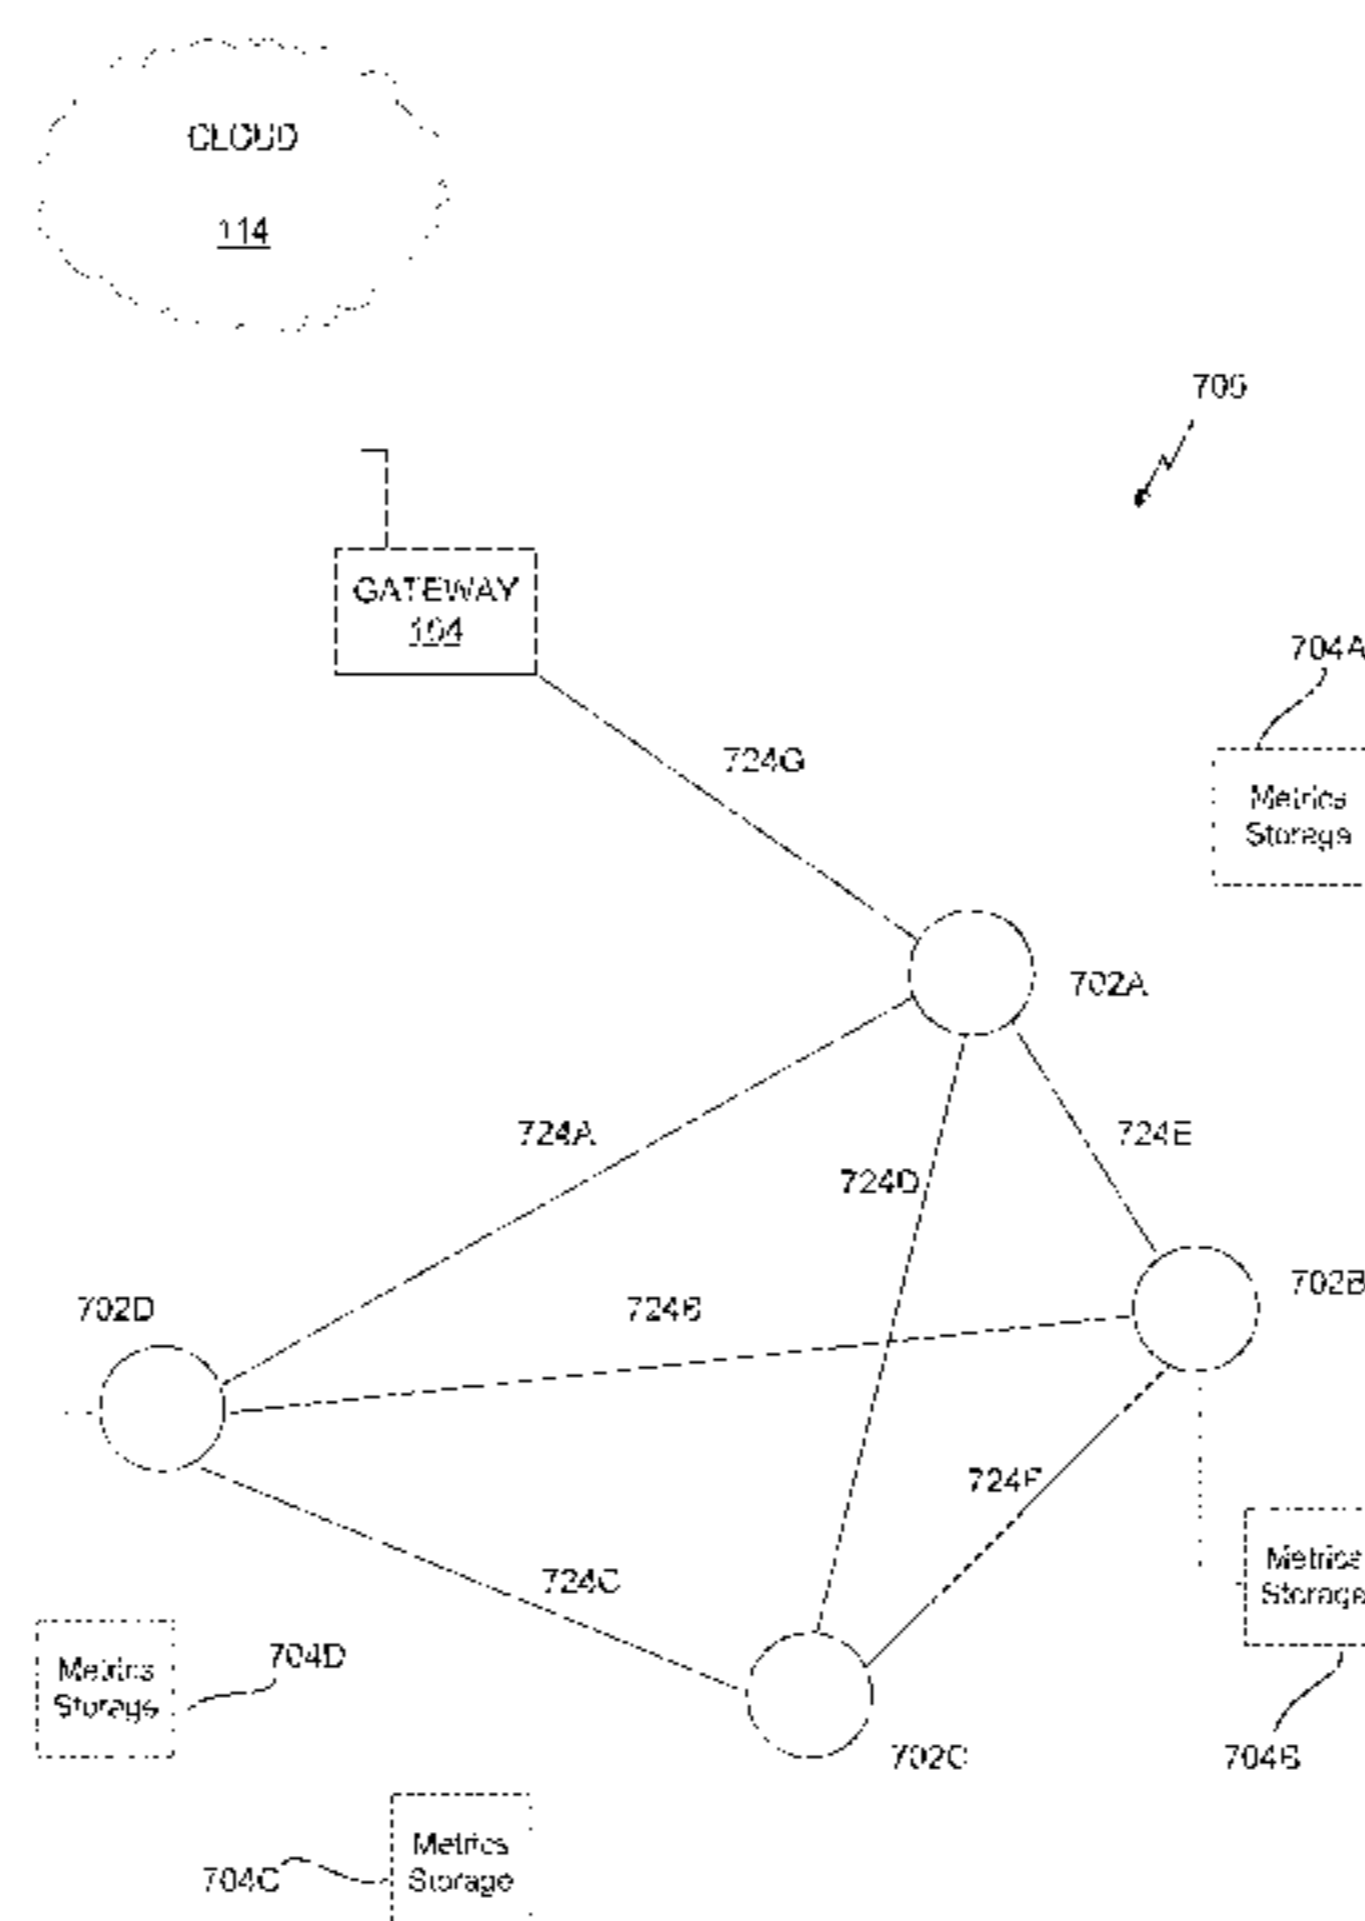 CLOUD
114
700
GATEWAY
104
704A
724G
Metrics
Storage
702A
724A
724E
724D
702B
702D
724B
724F
Metrics
Storage
724C
704D
Metrics
Storage
702C
704B
Metrics
Storage
704C